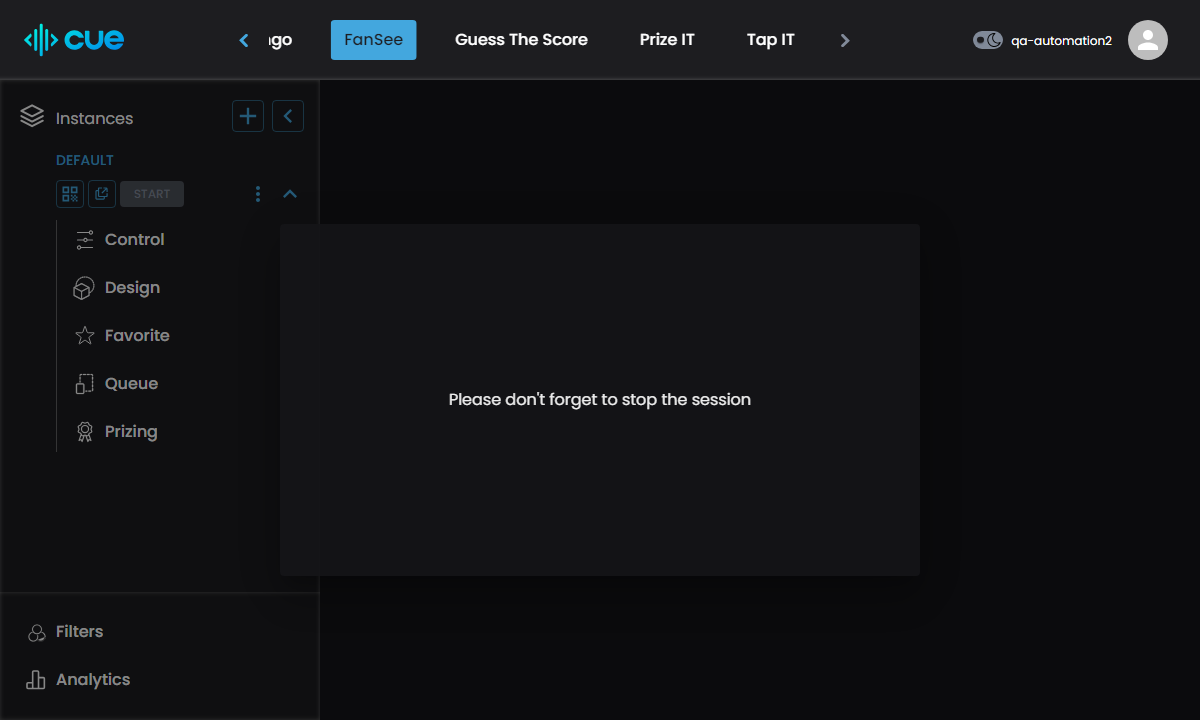 cue
FanSee
Guess The Score
Prize IT
Tap IT
qa-automation2
Instances
DEFAULT
START
Control
Design
Favorite
Queue
Prizing
Please don't forget to stop the session
Filters
Analytics